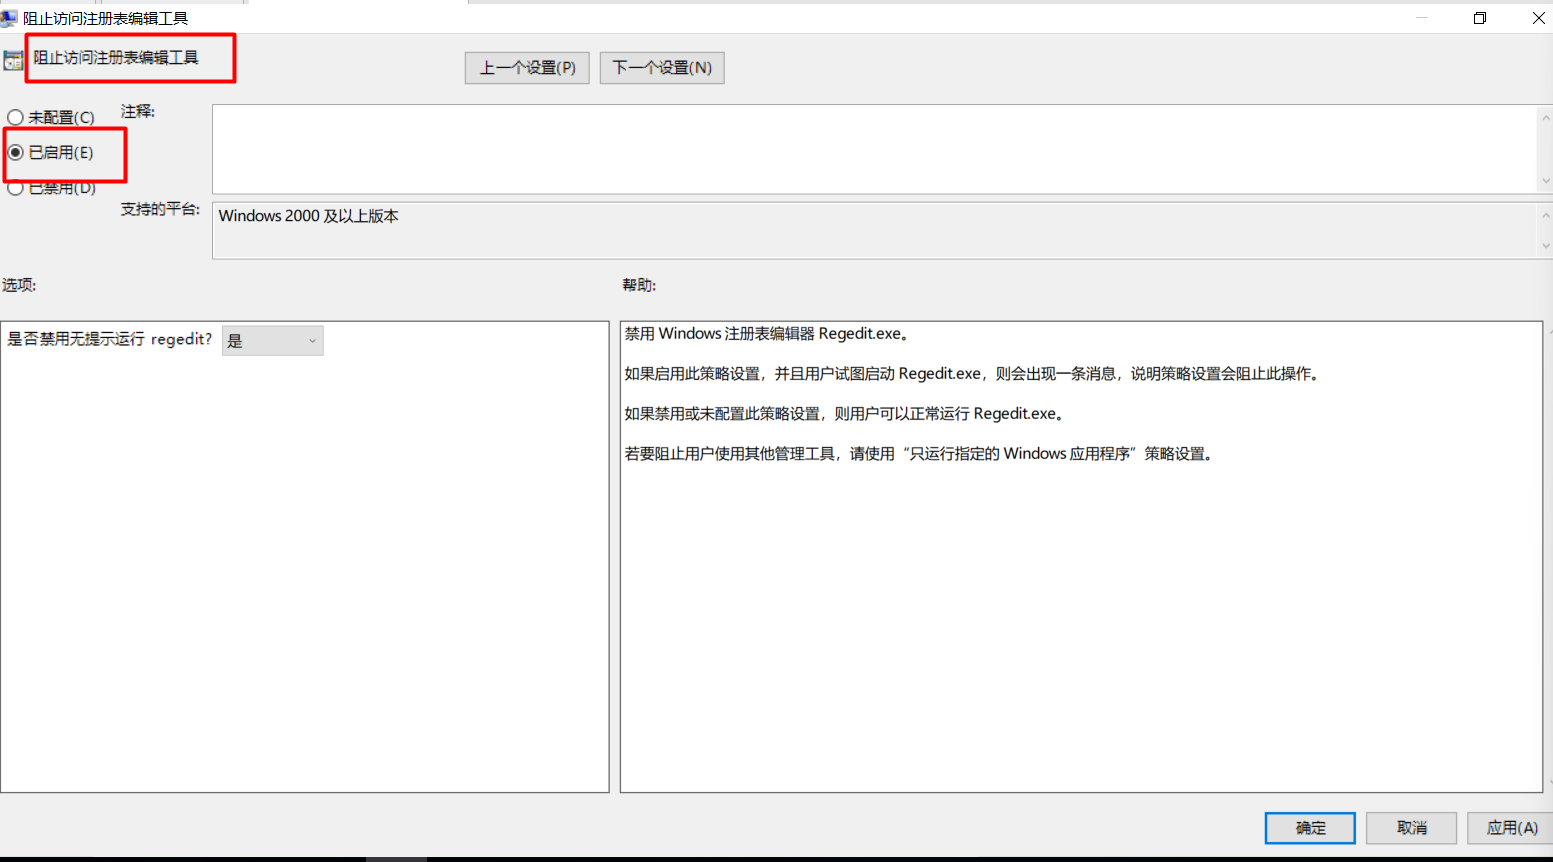 阻止访问注册表编辑工具
阻止访问注册表编辑工具
上一个设置(P)
下一个设置(N)
未配置(C)
注释:
已启用(E)
已禁用(D)
支持的平台:
Windows 2000 及以上版本
选项:
帮助:
是否禁用无提示运行 regedit?
是
禁用 Windows 注册表编辑器 Regedit.exe。
如果启用此策略设置，并且用户试图启动 Regedit.exe，则会出现一条消息，说明策略设置会阻止此操作。
如果禁用或未配置此策略设置，则用户可以正常运行 Regedit.exe。
若要阻止用户使用其他管理工具，请使用“只运行指定的 Windows 应用程序”策略设置。
确定
取消
应用(A)